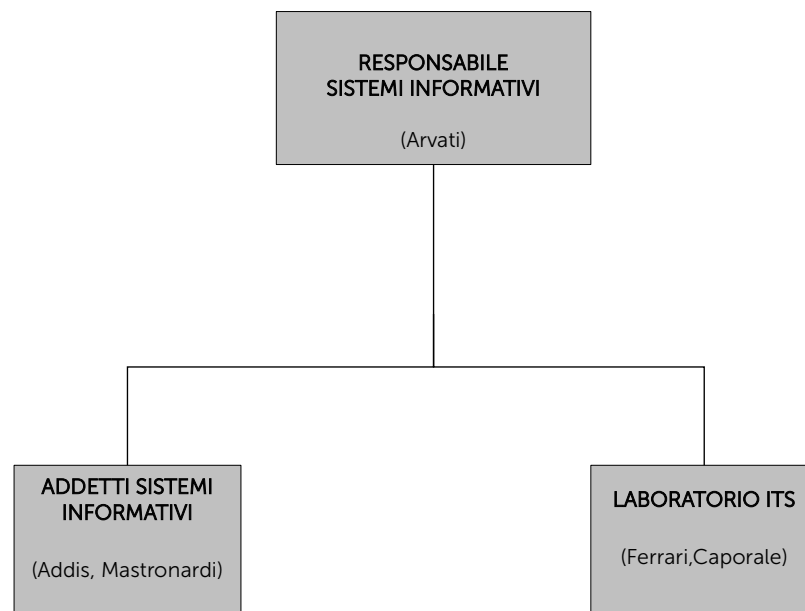 RESPONSABILE
SISTEMI INFORMATIVI
(Arvati)
ADDETTI SISTEMI
INFORMATIVI
(Addis, Mastronardi)
LABORATORIO ITS
(Ferrari,Caporale)